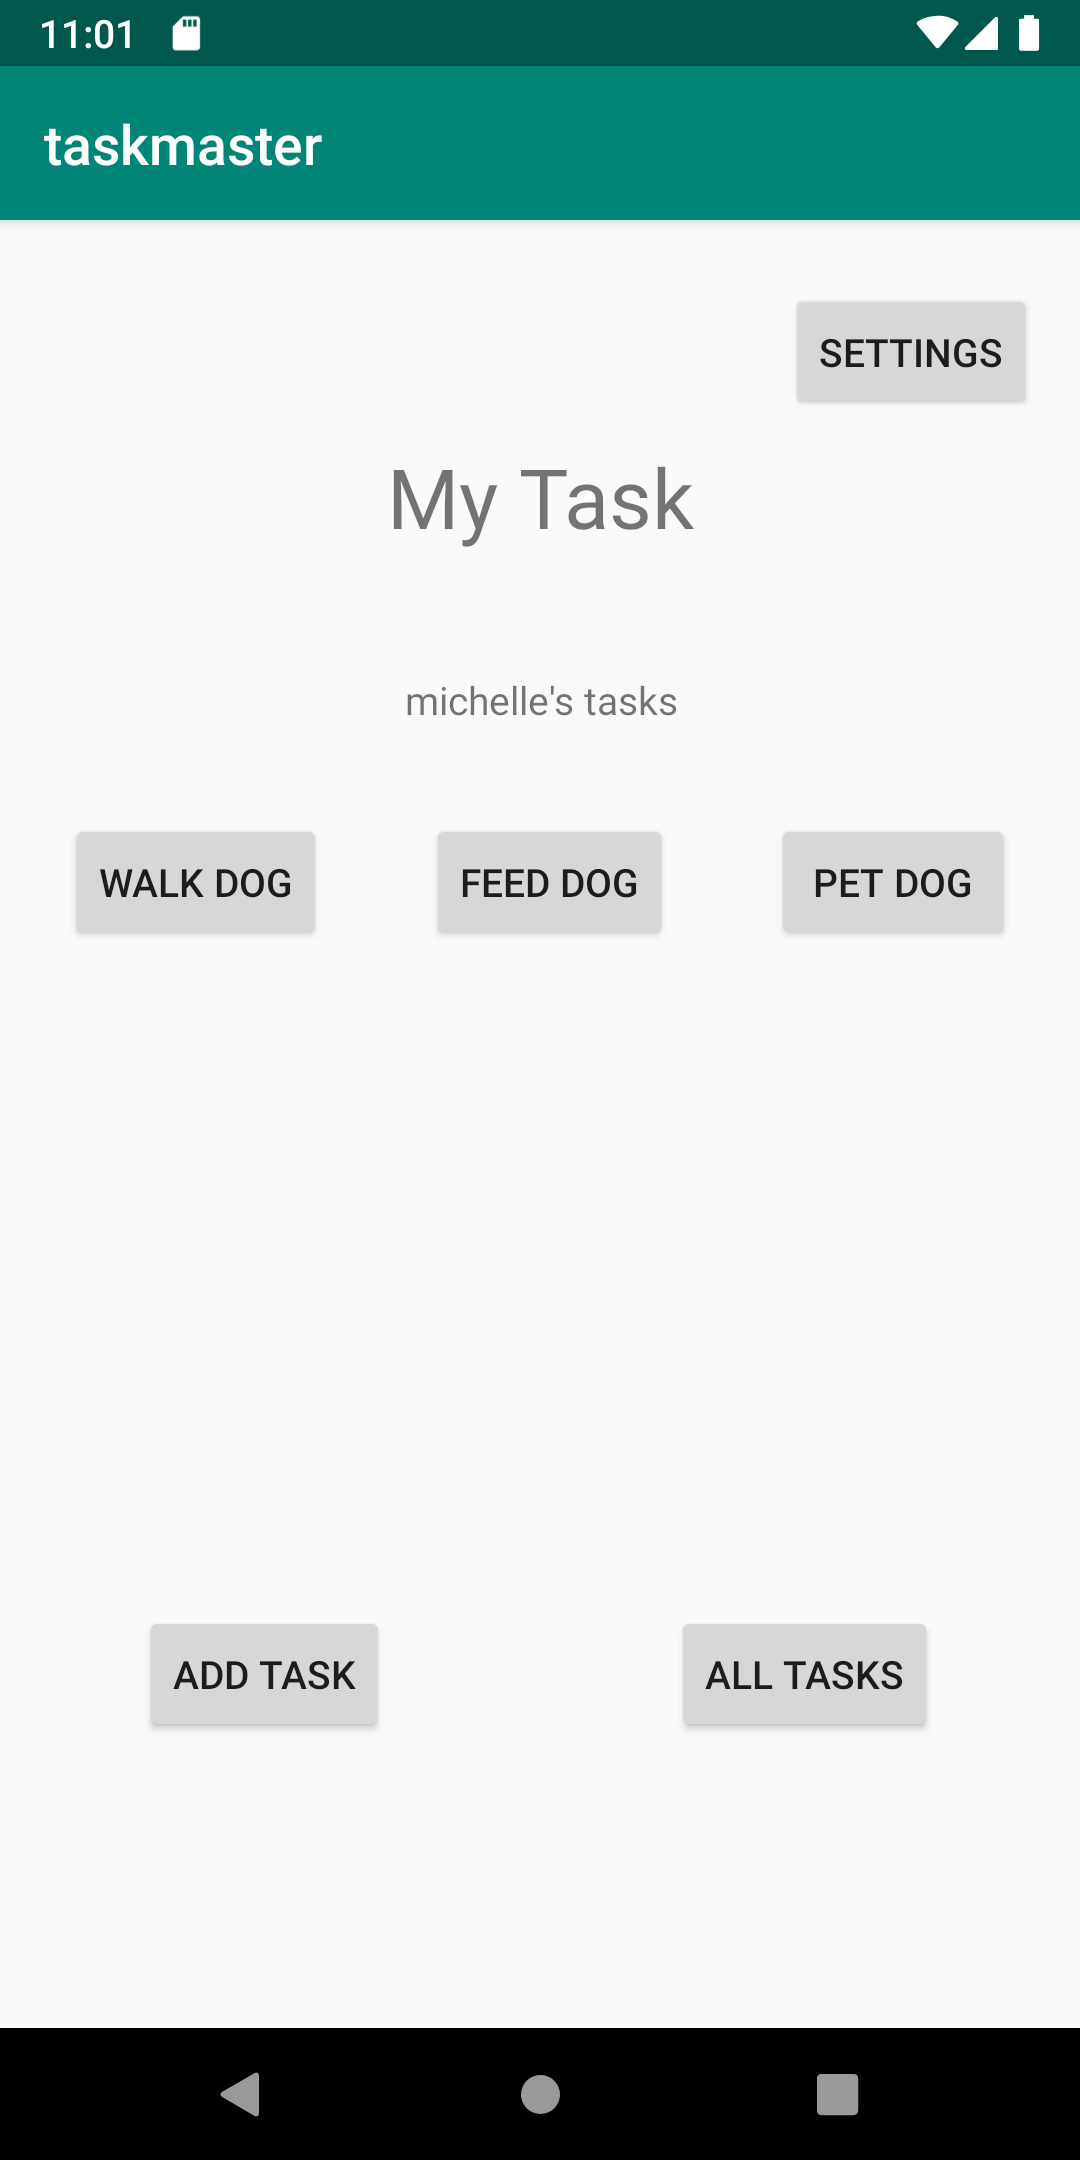 11:01
taskmaster
SETTINGS
My Task
michelle's tasks
WALK DOG
FEED DOG
PET DOG
ADD TASK
ALL TASKS